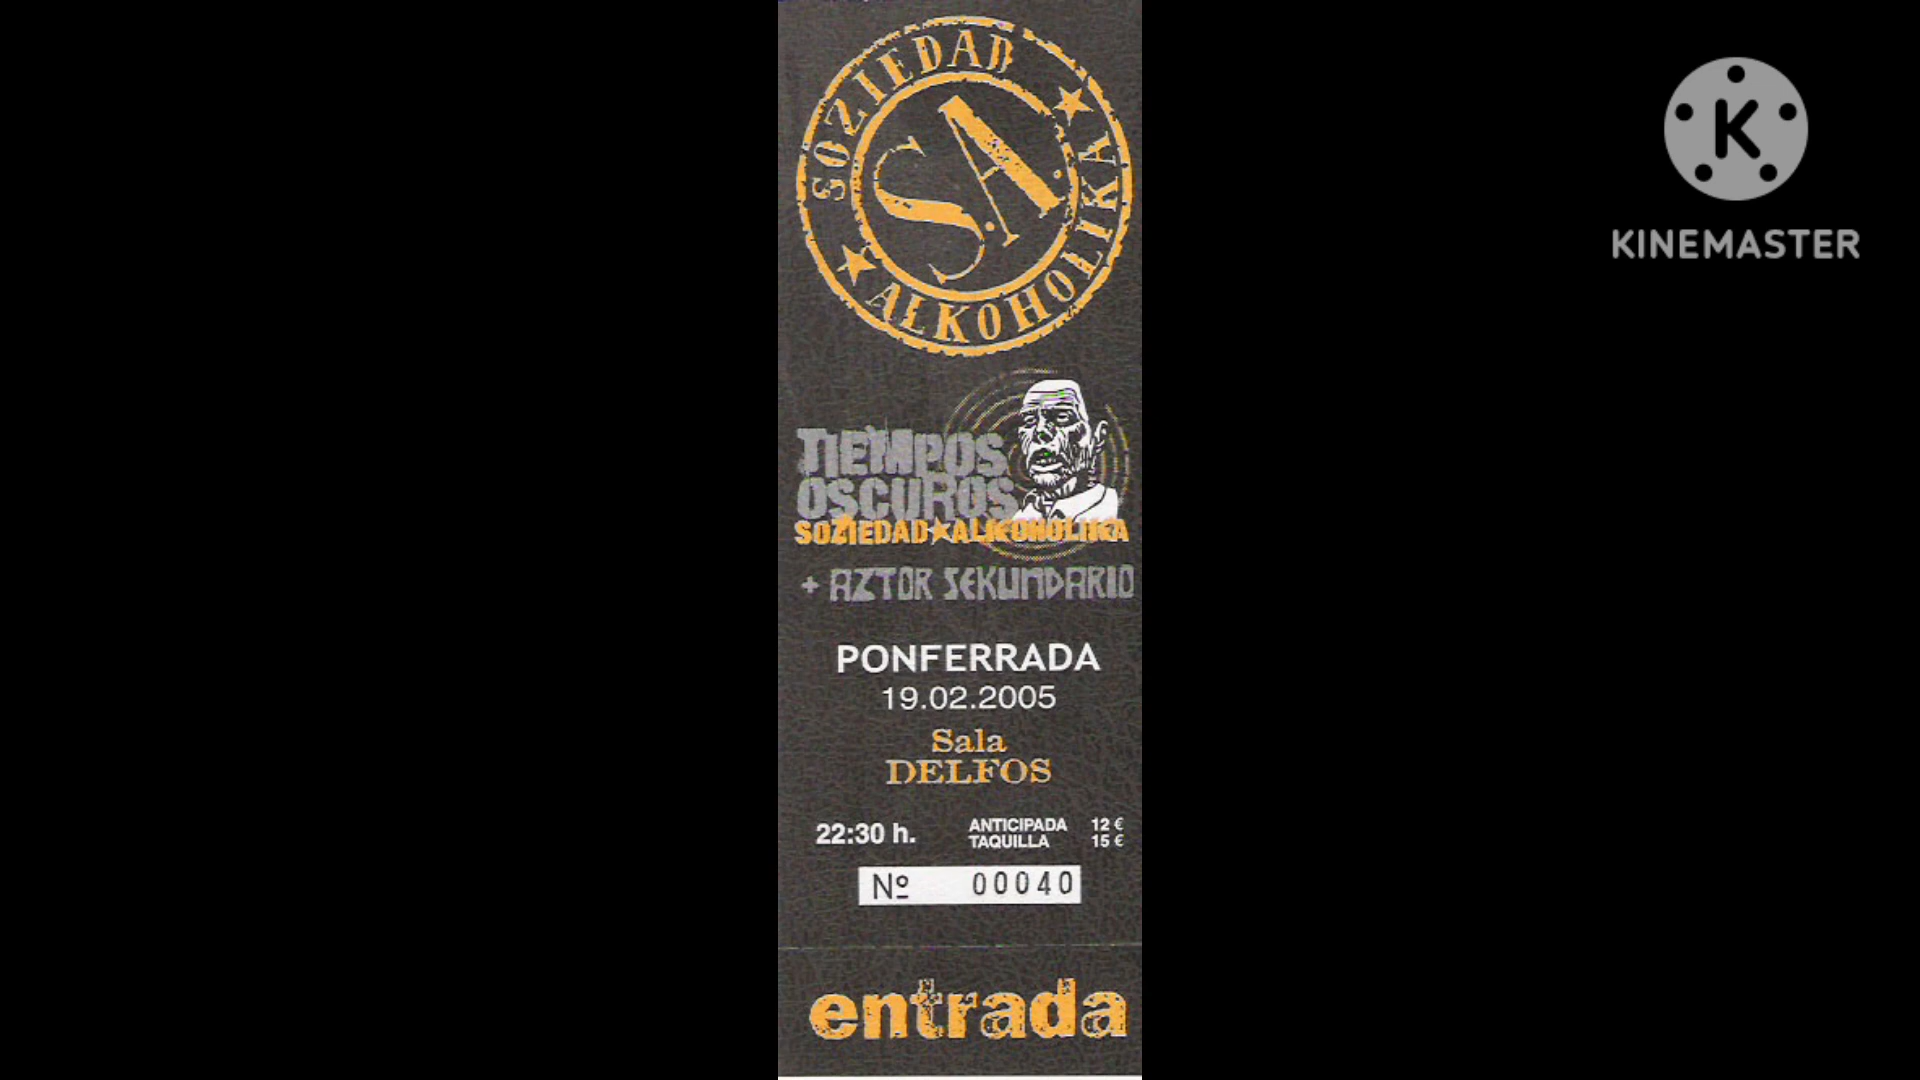 SOZIEDAD
ALKOHOLIKA
S.A.
TIEMPOS
OSCUROS
SOZIEDAD★ALKOHOLIKA
+ AZTOR SEKUNDARIO
PONFERRADA
19.02.2005
Sala
DELFOS
22:30 h.
ANTICIPADA 12 €
TAQUILLA 15 €
Nº 00040
entrada
K
KINEMASTER